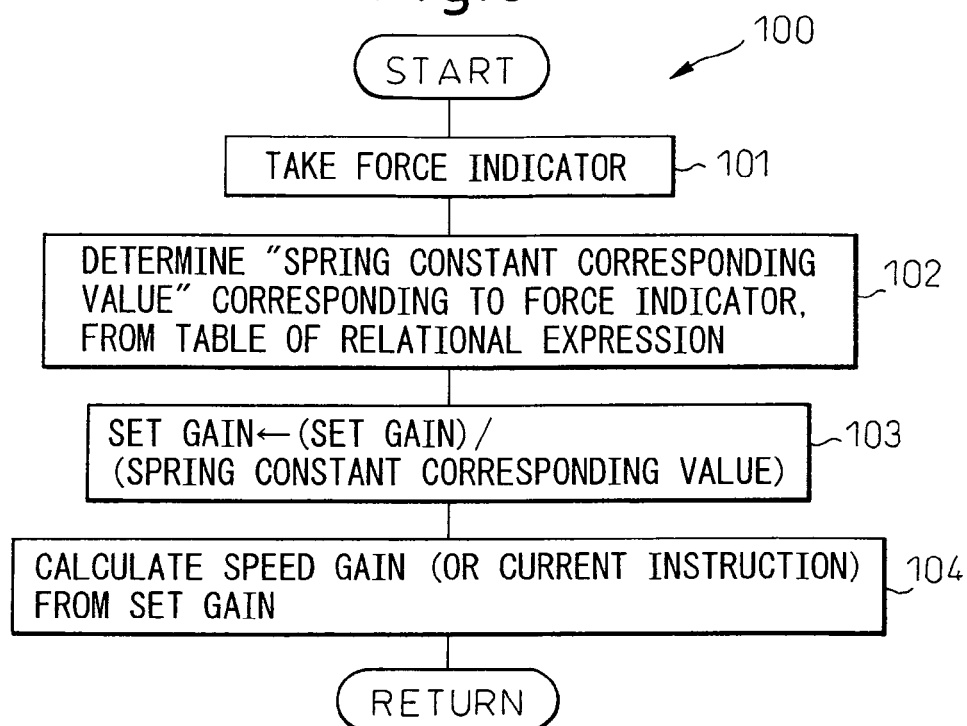 100
START
TAKE FORCE INDICATOR
101
DETERMINE "SPRING CONSTANT CORRESPONDING
VALUE" CORRESPONDING TO FORCE INDICATOR,
FROM TABLE OF RELATIONAL EXPRESSION
102
SET GAIN←(SET GAIN)/
(SPRING CONSTANT CORRESPONDING VALUE)
103
CALCULATE SPEED GAIN (OR CURRENT INSTRUCTION)
FROM SET GAIN
104
RETURN